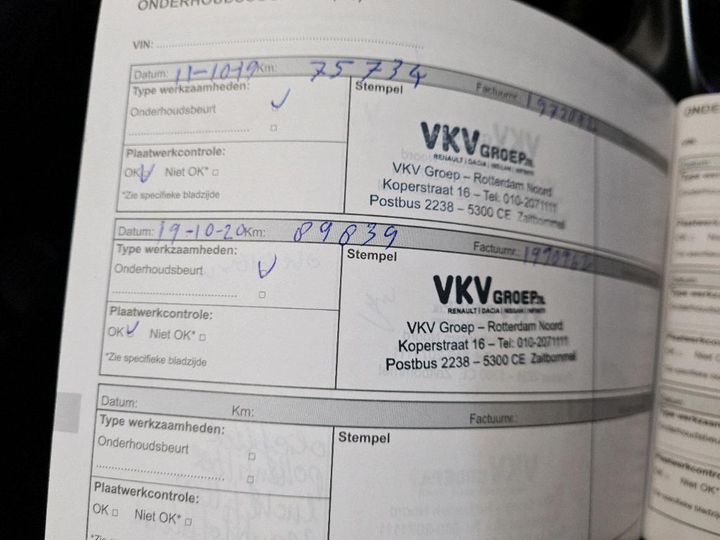 VIN:
Datum: 11-10-19 Km: 75734 Factuurnr.:
Type werkzaamheden:
Onderhoudsbeurt
Stempel
Plaatwerkcontrole:
OK Niet OK*
*Zie specifieke bladzijde
VKV GROEP.NL
RENAULT | DACIA | NISSAN | INFINITI
VKV Groep – Rotterdam Noord
Koperstraat 16 – Tel: 010-2071111
Postbus 2238 – 5300 CE Zaltbommel
Datum: 19-10-20 Km: 89839 Factuurnr.:
Type werkzaamheden:
Onderhoudsbeurt
Stempel
Plaatwerkcontrole:
OK Niet OK*
*Zie specifieke bladzijde
VKV GROEP.NL
RENAULT | DACIA | NISSAN | INFINITI
VKV Groep – Rotterdam Noord
Koperstraat 16 – Tel: 010-2071111
Postbus 2238 – 5300 CE Zaltbommel
Datum: Km: Factuurnr.:
Type werkzaamheden:
Onderhoudsbeurt
Stempel
Plaatwerkcontrole:
OK Niet OK*